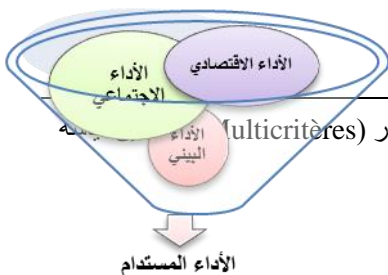 الأداء الاقتصادي
الأداء
الاجتماعي
ر (Multicritères)
الأداء
البيئي
الأداء المستدام